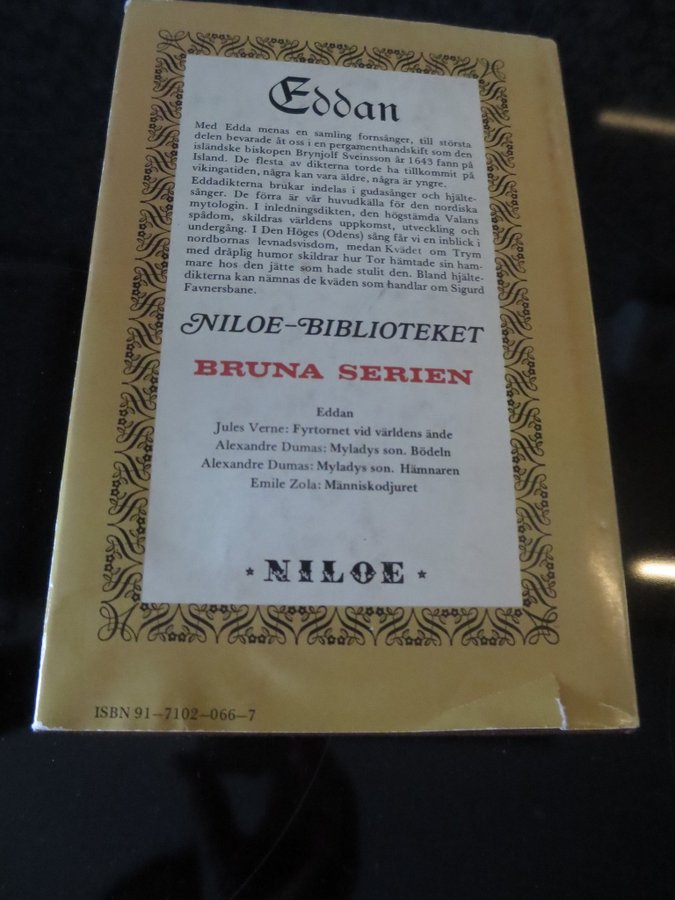 Eddan
Med Edda menas en samling fornsånger, till största
delen bevarade åt oss i en pergamenthandskift som den
isländske biskopen Brynjolf Sveinsson år 1643 fann på
Island. De flesta av dikterna torde ha tillkommit på
vikingatiden, några kan vara äldre, några är yngre.
Eddadikterna brukar indelas i gudasånger och hjälte-
sånger. De förra är vår huvudkälla för den nordiska
mytologin. I inledningsdikten, den högstämda Valans
spådom, skildras världens uppkomst, utveckling och
undergång. I Den Höges (Odens) sång får vi en inblick i
nordbornas levnadsvisdom, medan Kvädet om Trym
med dråplig humor skildrar hur Tor hämtade sin ham-
mare hos den jätte som hade stulit den. Bland hjälte-
dikterna kan nämnas de kväden som handlar om Sigurd
Favnersbane.
NILOE-BIBLIOTEKET
BRUNA SERIEN
Eddan
Jules Verne: Fyrtornet vid världens ände
Alexandre Dumas: Myladys son. Bödeln
Alexandre Dumas: Myladys son. Hämnaren
Emile Zola: Människodjuret
* NILOE *
ISBN 91–7102–066–7